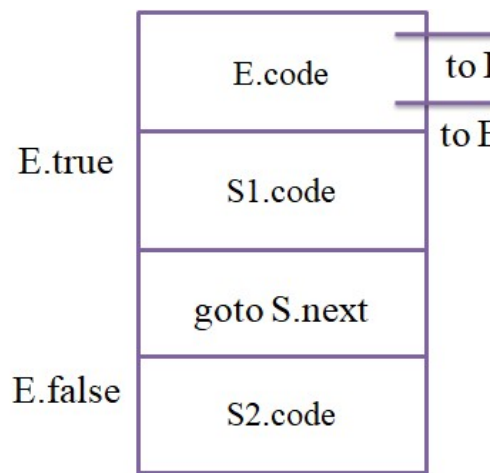 E.code
to
to E
E.true
S1.code
goto S.next
E.false
S2.code